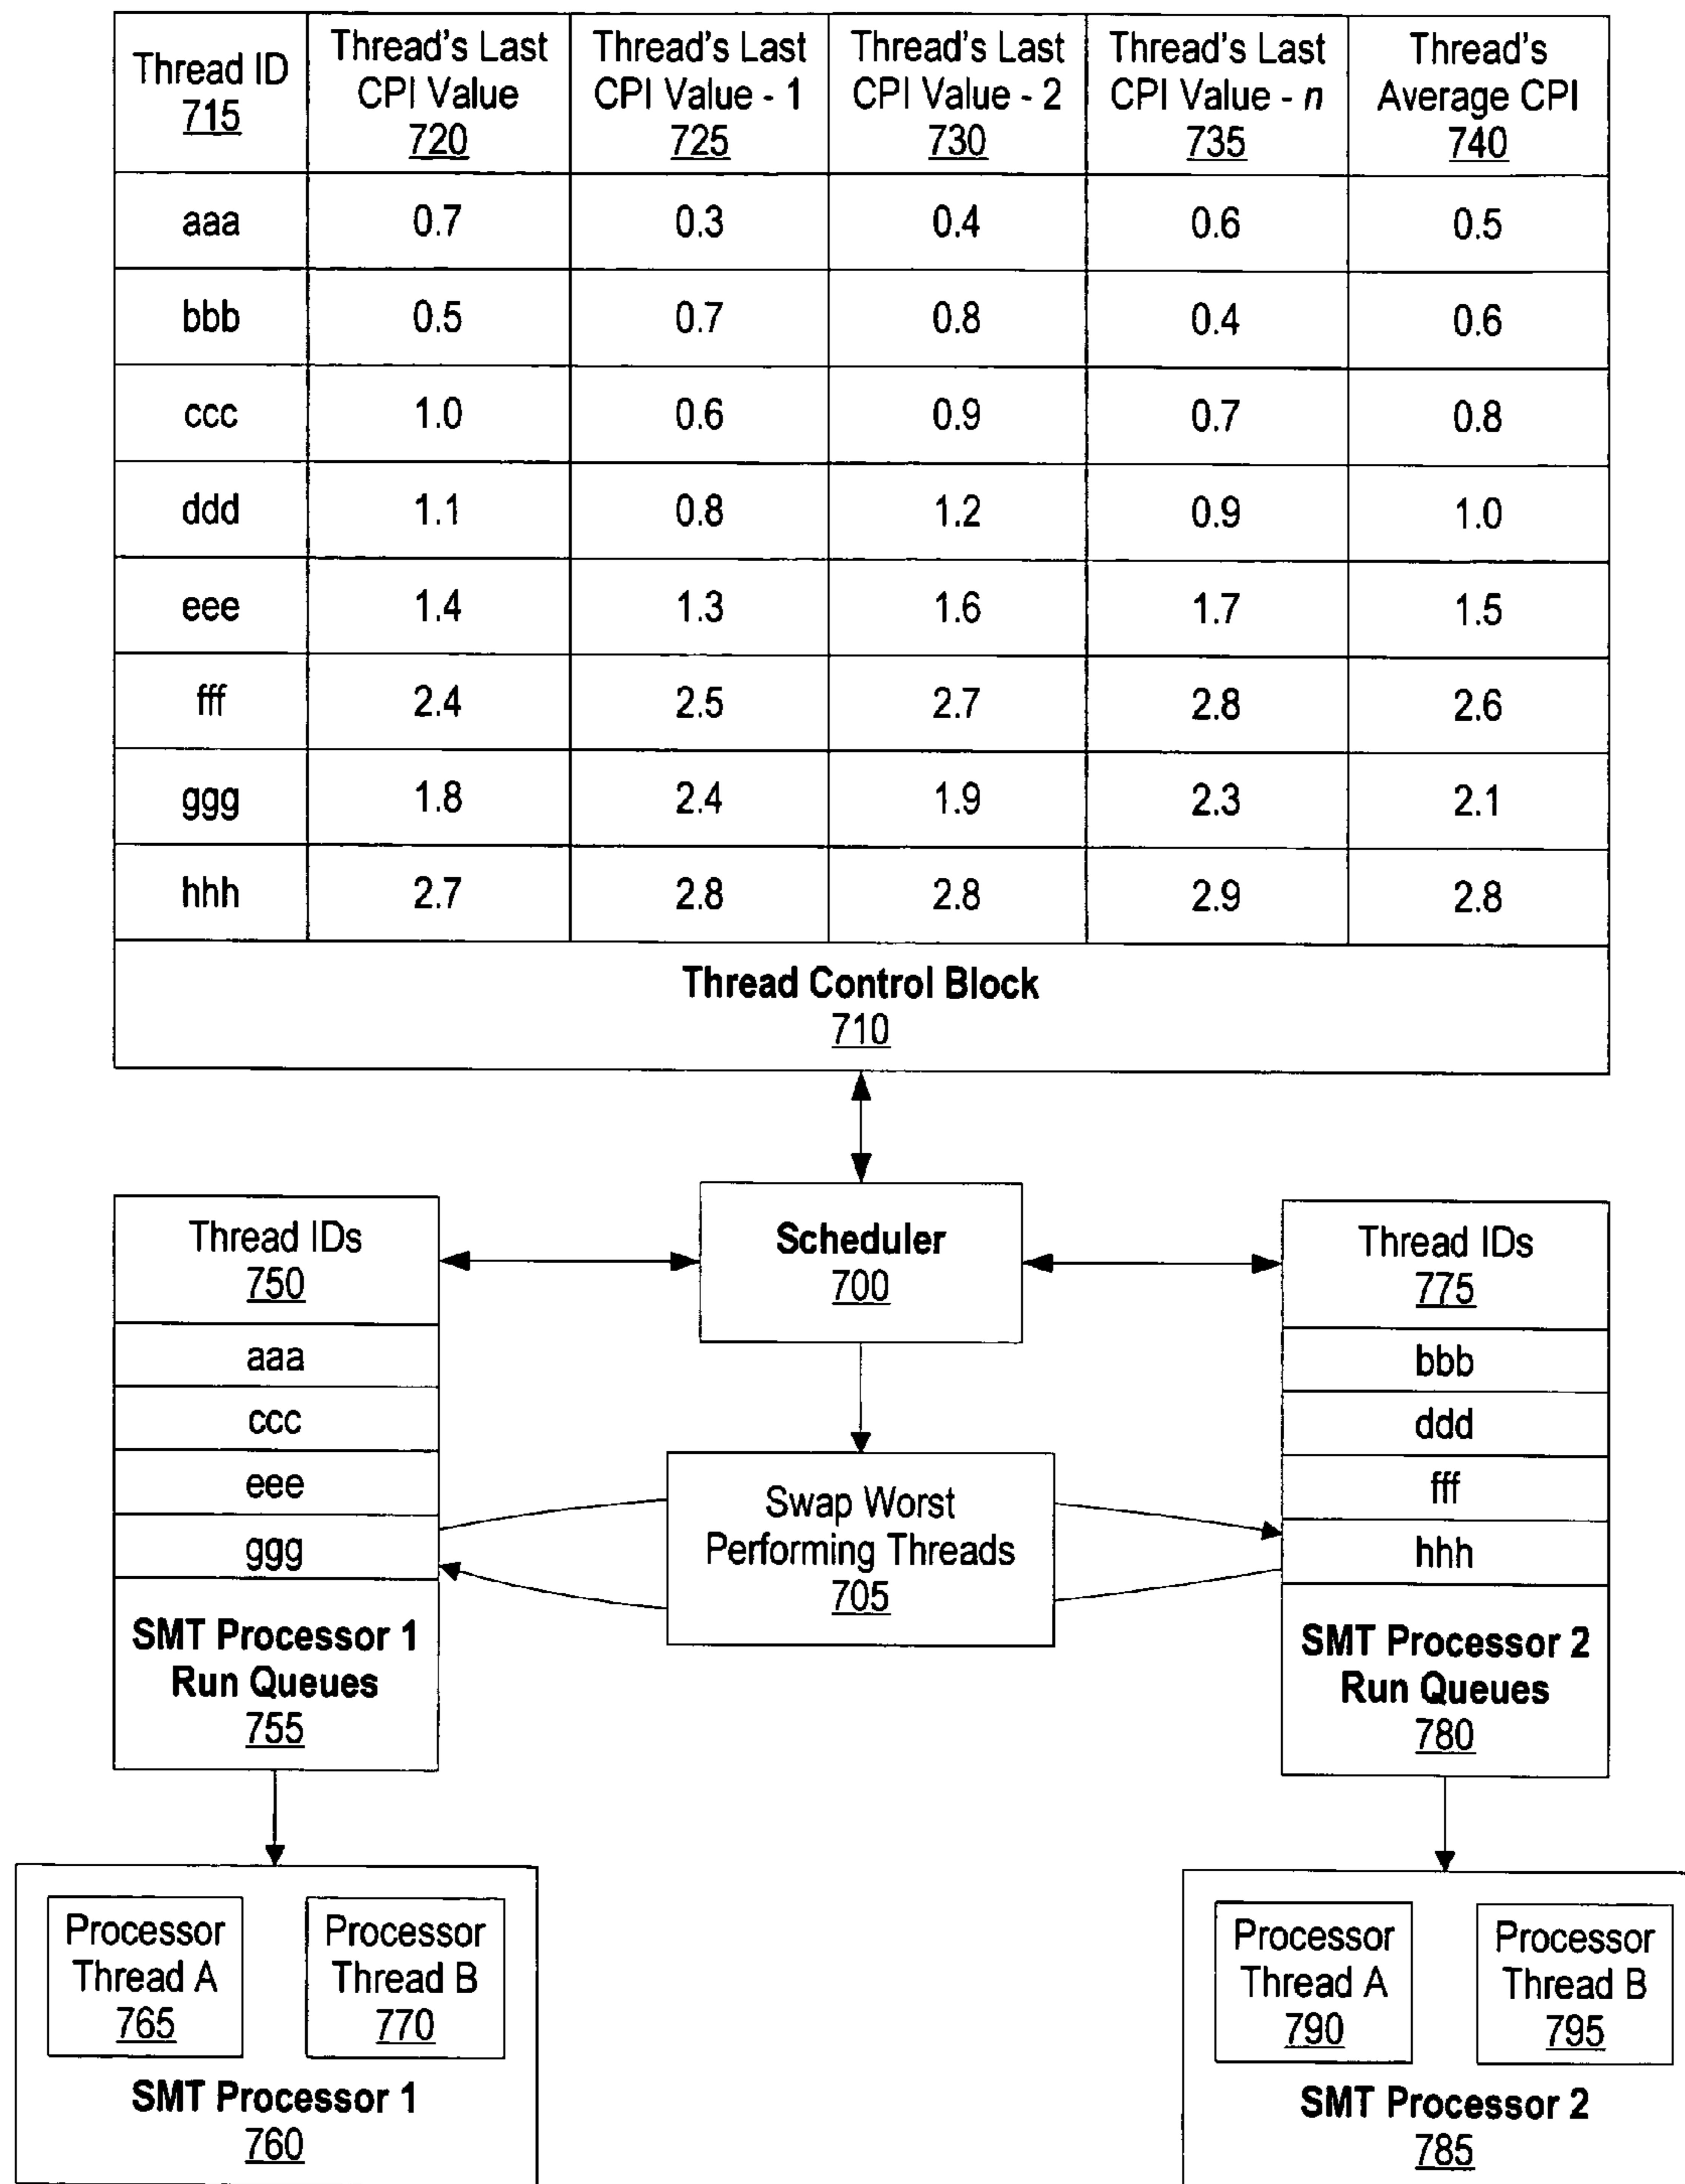 Thread ID
715
Thread's Last
CPI Value
720
Thread's Last
CPI Value - 1
725
Thread's Last
CPI Value - 2
730
Thread's Last
CPI Value - n
735
Thread's
Average CPI
740
aaa 0.7 0.3 0.4 0.6 0.5
bbb 0.5 0.7 0.8 0.4 0.6
ccc 1.0 0.6 0.9 0.7 0.8
ddd 1.1 0.8 1.2 0.9 1.0
eee 1.4 1.3 1.6 1.7 1.5
fff 2.4 2.5 2.7 2.8 2.6
ggg 1.8 2.4 1.9 2.3 2.1
hhh 2.7 2.8 2.8 2.9 2.8
Thread Control Block
710
Thread IDs
750
aaa
ccc
eee
ggg
SMT Processor 1
Run Queues
755
Scheduler
700
Swap Worst
Performing Threads
705
Thread IDs
775
bbb
ddd
fff
hhh
SMT Processor 2
Run Queues
780
Processor
Thread A
765
Processor
Thread B
770
SMT Processor 1
760
Processor
Thread A
790
Processor
Thread B
795
SMT Processor 2
785